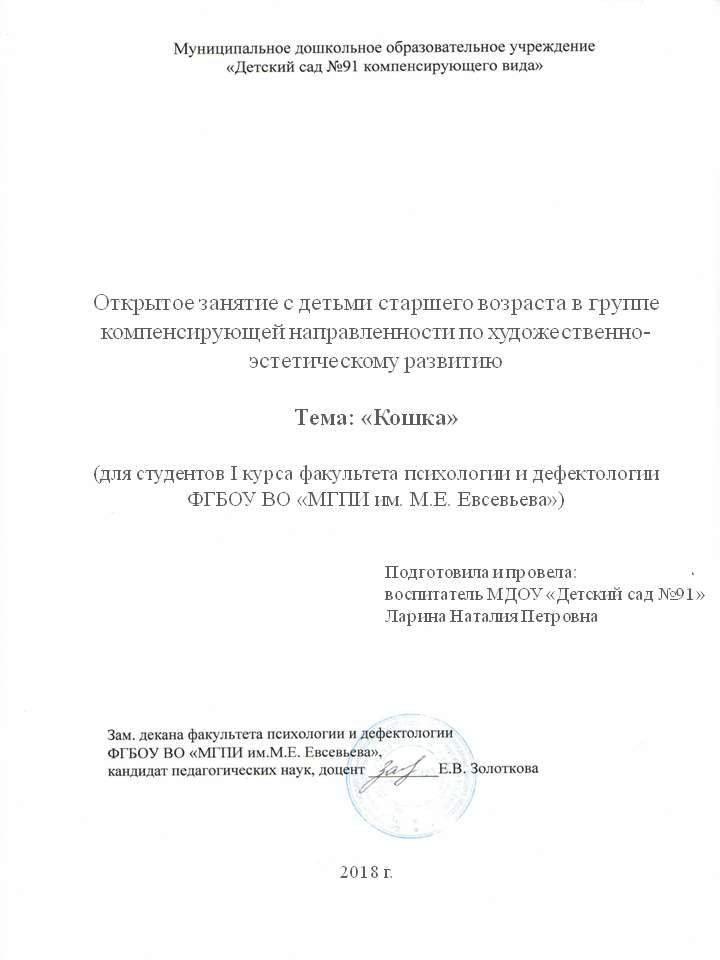 Муниципальное дошкольное образовательное учреждение
«Детский сад №91 компенсирующего вида»
Открытое занятие с детьми старшего возраста в группе
компенсирующей направленности по художественно-
эстетическому развитию
Тема: «Кошка»
(для студентов I курса факультета психологии и дефектологии
ФГБОУ ВО «МГПИ им. М.Е. Евсевьева»)
Подготовила и провела:
воспитатель МДОУ «Детский сад №91»
Ларина Наталия Петровна
Зам. декана факультета психологии и дефектологии
ФГБОУ ВО «МГПИ им.М.Е. Евсевьева»,
кандидат педагогических наук, доцент Е.В. Золоткова
2018 г.